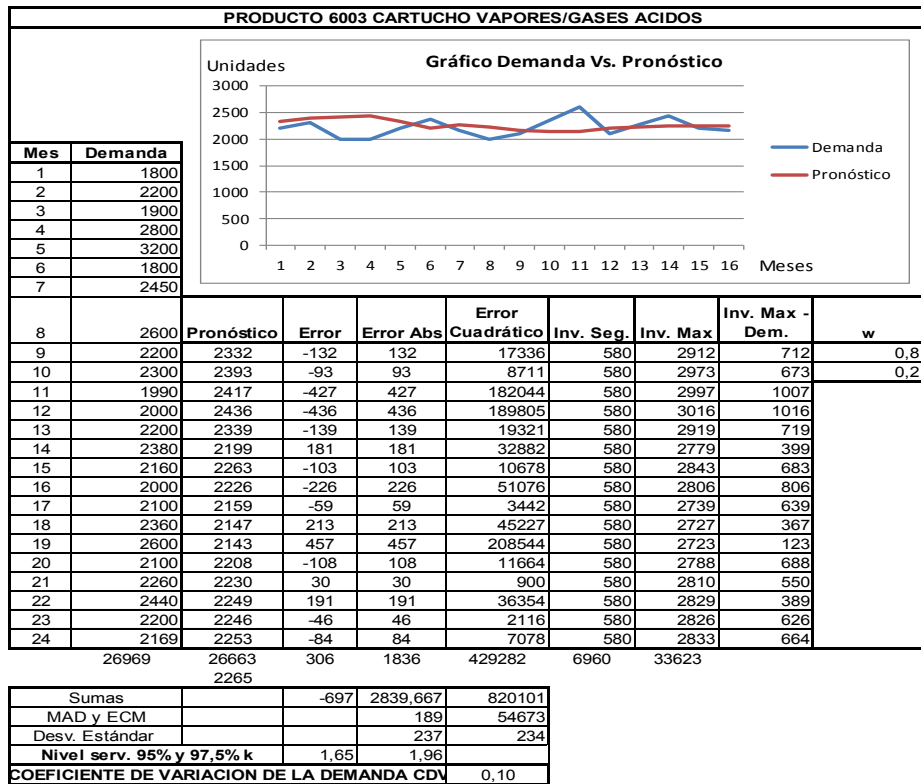 PRODUCTO 6003 CARTUCHO VAPORES/GASES ACIDOS
Unidades
Gráfico Demanda Vs. Pronóstico
3000
2500
2000
1500
1000
500
0
1 2 3 4 5 6 7 8 9 10 11 12 13 14 15 16 Meses
Demanda
Pronóstico
Mes Demanda
1 1800
2 2200
3 1900
4 2800
5 3200
6 1800
7 2450
8 2600 Pronóstico Error Error Abs Error Cuadrático Inv. Seg. Inv. Max Inv. Max - Dem. w
9 2200 2332 -132 132 17336 580 2912 712 0,8
10 2300 2393 -93 93 8711 580 2973 673 0,2
11 1990 2417 -427 427 182044 580 2997 1007
12 2000 2436 -436 436 189805 580 3016 1016
13 2200 2339 -139 139 19321 580 2919 719
14 2380 2199 181 181 32882 580 2779 399
15 2160 2263 -103 103 10678 580 2843 683
16 2000 2226 -226 226 51076 580 2806 806
17 2100 2159 -59 59 3442 580 2739 639
18 2360 2147 213 213 45227 580 2727 367
19 2600 2143 457 457 208544 580 2723 123
20 2100 2208 -108 108 11664 580 2788 688
21 2260 2230 30 30 900 580 2810 550
22 2440 2249 191 191 36354 580 2829 389
23 2200 2246 -46 46 2116 580 2826 626
24 2169 2253 -84 84 7078 580 2833 664
26969 26663 306 1836 429282 6960 33623
2265
Sumas -697 2839,667 820101
MAD y ECM 189 54673
Desv. Estándar 237 234
Nivel serv. 95% y 97,5% k 1,65 1,96
COEFICIENTE DE VARIACION DE LA DEMANDA CDV 0,10